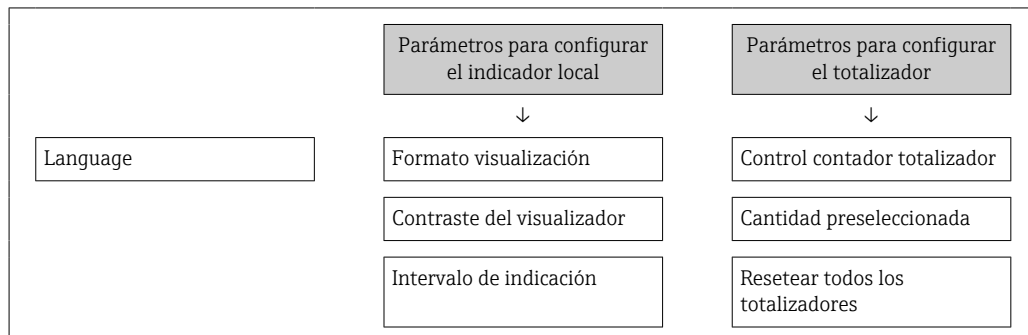 Parámetros para configurar
el indicador local
Parámetros para configurar
el totalizador
↓
↓
Language
Formato visualización
Control contador totalizador
Contraste del visualizador
Cantidad preseleccionada
Intervalo de indicación
Resetear todos los
totalizadores